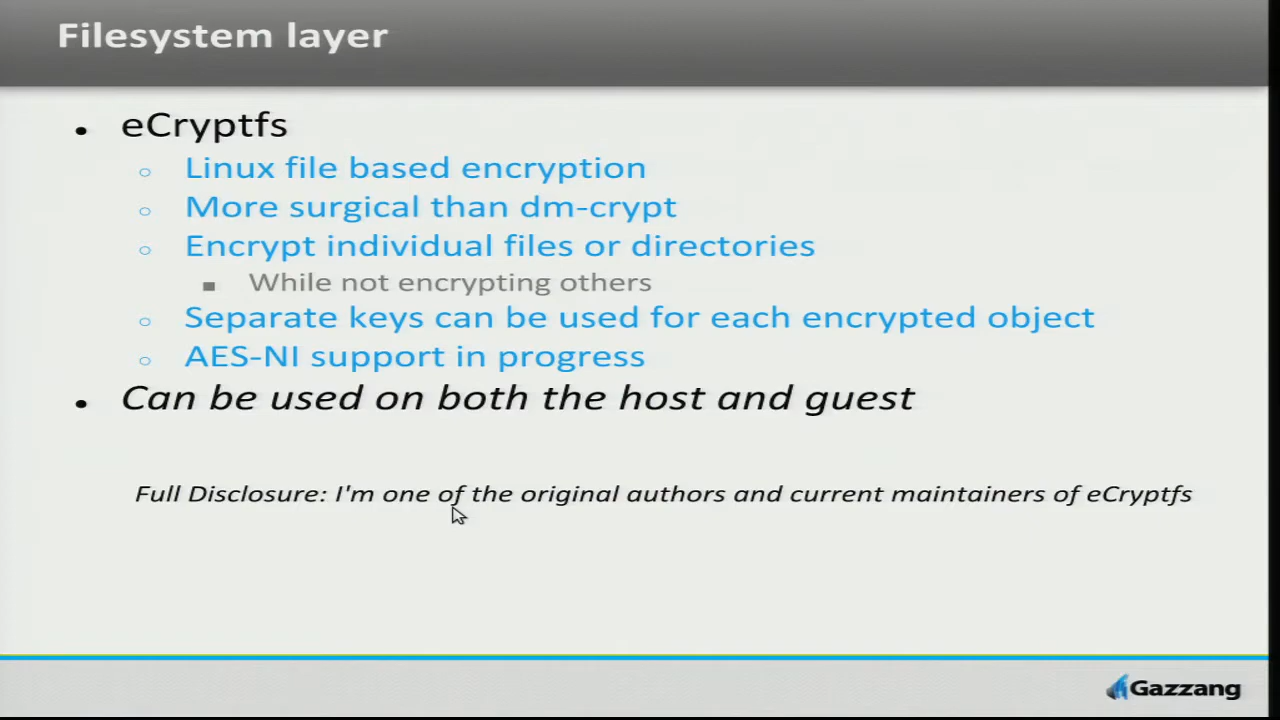 Filesystem layer
• eCryptfs
○ Linux file based encryption
○ More surgical than dm-crypt
○ Encrypt individual files or directories
■ While not encrypting others
○ Separate keys can be used for each encrypted object
○ AES-NI support in progress
• Can be used on both the host and guest
Full Disclosure: I'm one of the original authors and current maintainers of eCryptfs
Gazzang